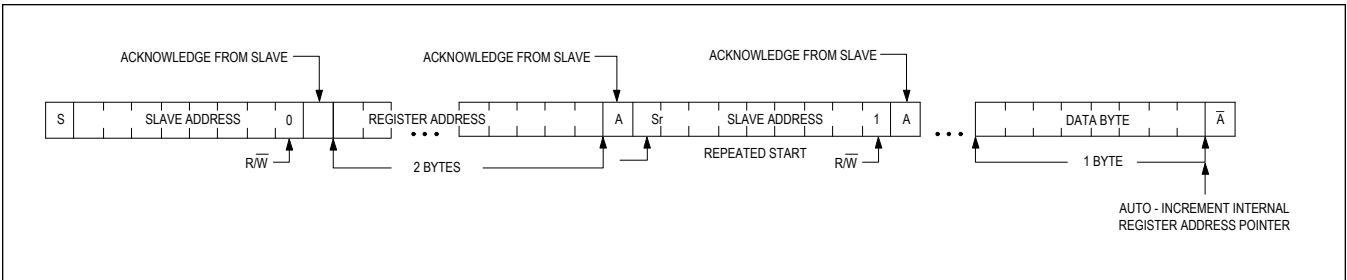 ACKNOWLEDGE FROM SLAVE ACKNOWLEDGE FROM SLAVE ACKNOWLEDGE FROM SLAVE
S SLAVE ADDRESS 0 REGISTER ADDRESS ... A Sr SLAVE ADDRESS 1 A ... DATA BYTE A̅
R/W̅ 2 BYTES REPEATED START R/W̅ 1 BYTE
AUTO - INCREMENT INTERNAL
REGISTER ADDRESS POINTER